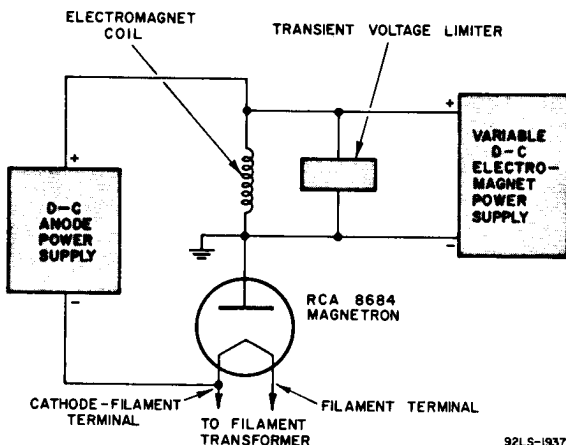 ELECTROMAGNET
COIL
TRANSIENT VOLTAGE LIMITER
+
+
D-C
ANODE
POWER
SUPPLY
VARIABLE
D-C
ELECTRO-
MAGNET
POWER
SUPPLY
-
-
RCA 8684
MAGNETRON
CATHODE-FILAMENT
TERMINAL
FILAMENT TERMINAL
TO FILAMENT
TRANSFORMER
92LS-1937